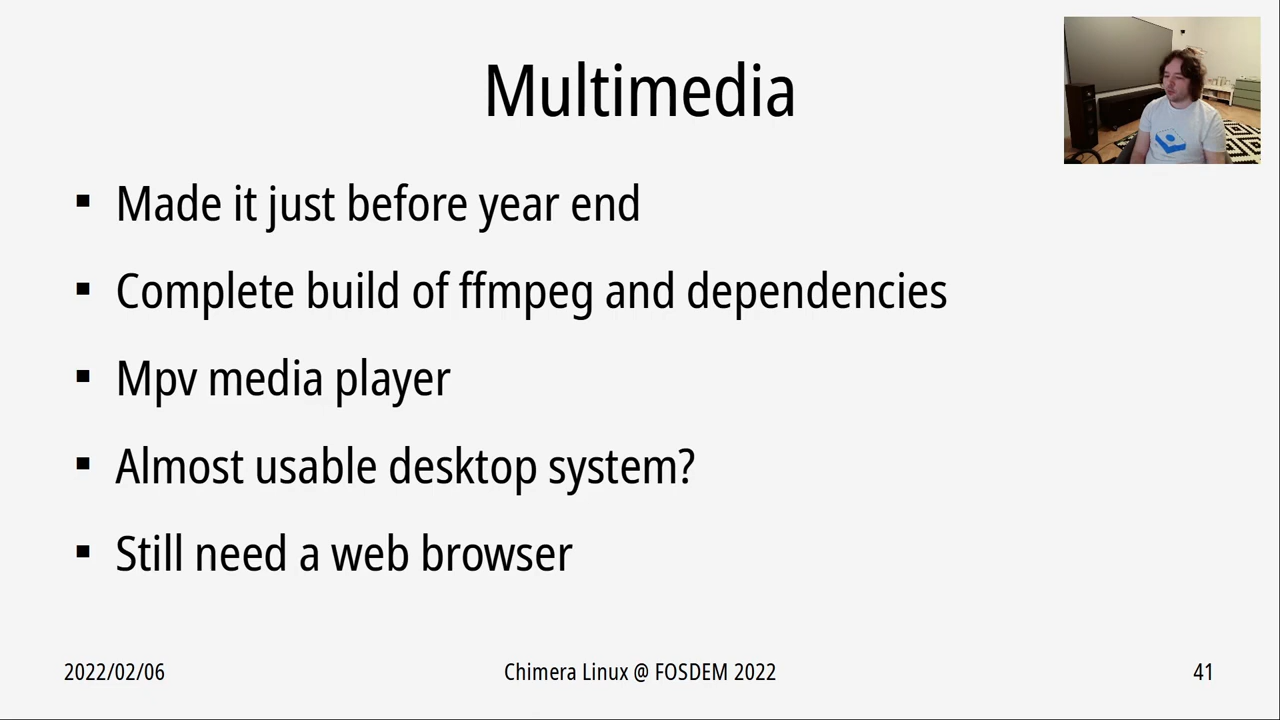 Multimedia
▪ Made it just before year end
▪ Complete build of ffmpeg and dependencies
▪ Mpv media player
▪ Almost usable desktop system?
▪ Still need a web browser
2022/02/06 Chimera Linux @ FOSDEM 2022 41